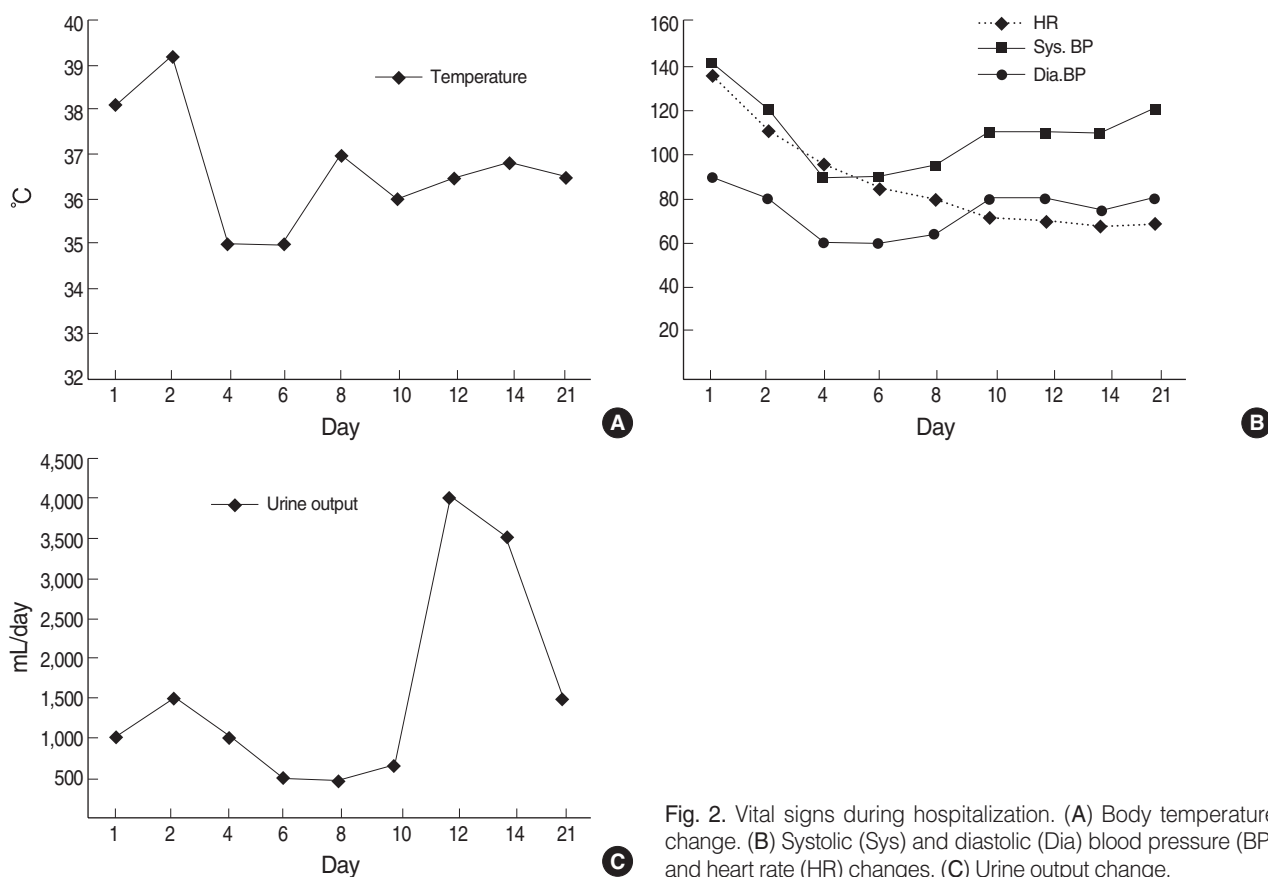 40
39
38
37
36
35
34
33
32
℃
Temperature
1 2 4 6 8 10 12 14 21
Day
A
160
140
120
100
80
60
40
20
HR
Sys. BP
Dia.BP
1 2 4 6 8 10 12 14 21
Day
B
4,500
4,000
3,500
3,000
2,500
2,000
1,500
1,000
500
mL/day
Urine output
1 2 4 6 8 10 12 14 21
Day
C
Fig. 2. Vital signs during hospitalization. (A) Body temperature
change. (B) Systolic (Sys) and diastolic (Dia) blood pressure (BP)
and heart rate (HR) changes. (C) Urine output change.